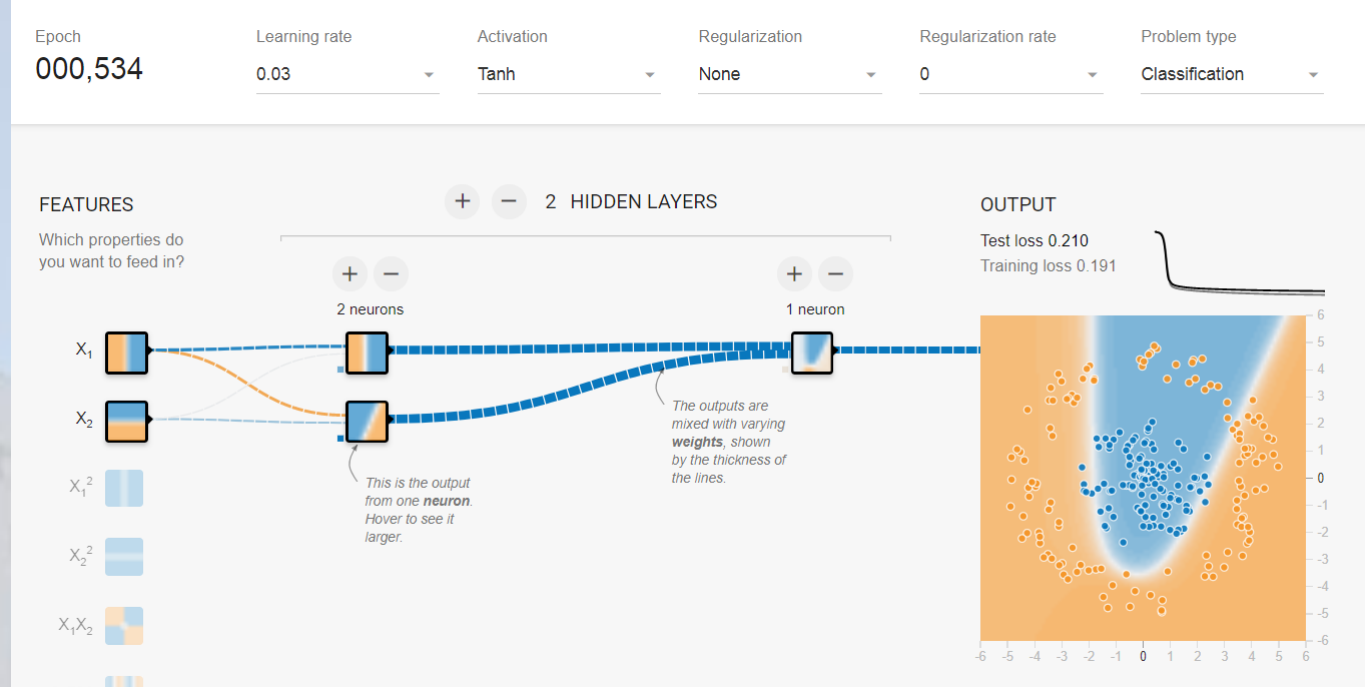 Epoch
000,534
Learning rate
0.03
Activation
Tanh
Regularization
None
Regularization rate
0
Problem type
Classification
FEATURES
Which properties do
you want to feed in?
+ − 2 HIDDEN LAYERS
+ −
2 neurons
+ −
1 neuron
X₁
X₂
X₁²
X₂²
X₁X₂
This is the output
from one neuron.
Hover to see it
larger.
The outputs are
mixed with varying
weights, shown
by the thickness of
the lines.
OUTPUT
Test loss 0.210
Training loss 0.191
6
5
4
3
2
1
0
-1
-2
-3
-4
-5
-6
-6 -5 -4 -3 -2 -1 0 1 2 3 4 5 6